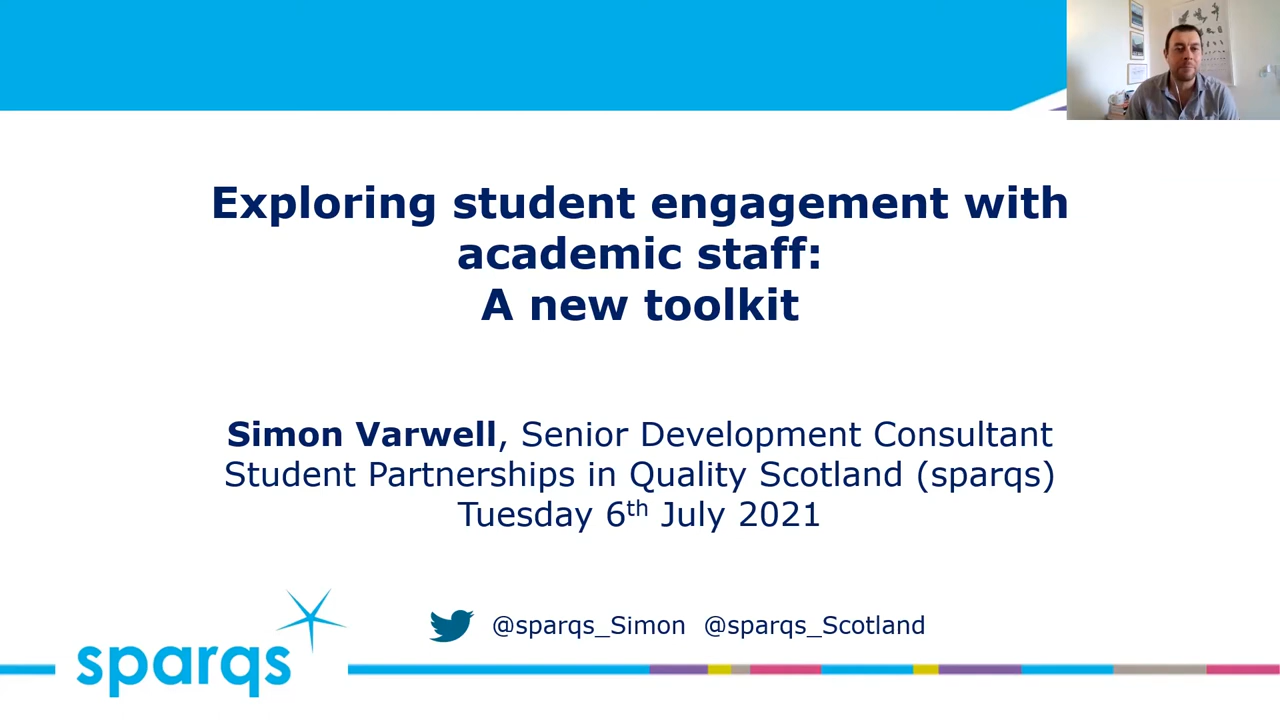 Exploring student engagement with
academic staff:
A new toolkit
Simon Varwell, Senior Development Consultant
Student Partnerships in Quality Scotland (sparqs)
Tuesday 6th July 2021
@sparqs_Simon @sparqs_Scotland
sparqs